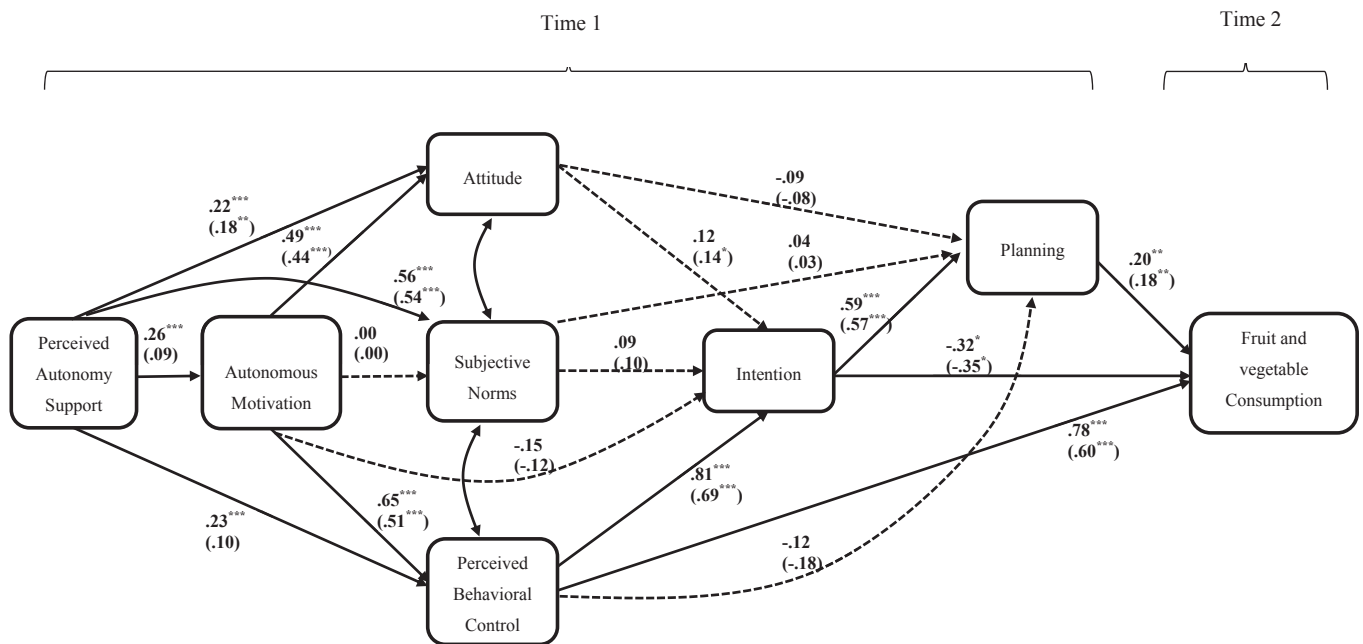 Time 1
Time 2
Attitude
-.09
(-.08)
.22***
(.18**)
.49***
(.44***)
.12
(.14*)
.04
(.03)
Planning
.20**
(.18**)
.56***
(.54***)
.59***
(.57***)
Perceived
Autonomy
Support
.26***
(.09)
Autonomous
Motivation
.00
(.00)
Subjective
Norms
.09
(.10)
Intention
-.32*
(-.35*)
Fruit and
vegetable
Consumption
-.15
(-.12)
.78***
(.60***)
.81***
(.69***)
.65***
(.51***)
.23***
(.10)
-.12
(-.18)
Perceived
Behavioral
Control